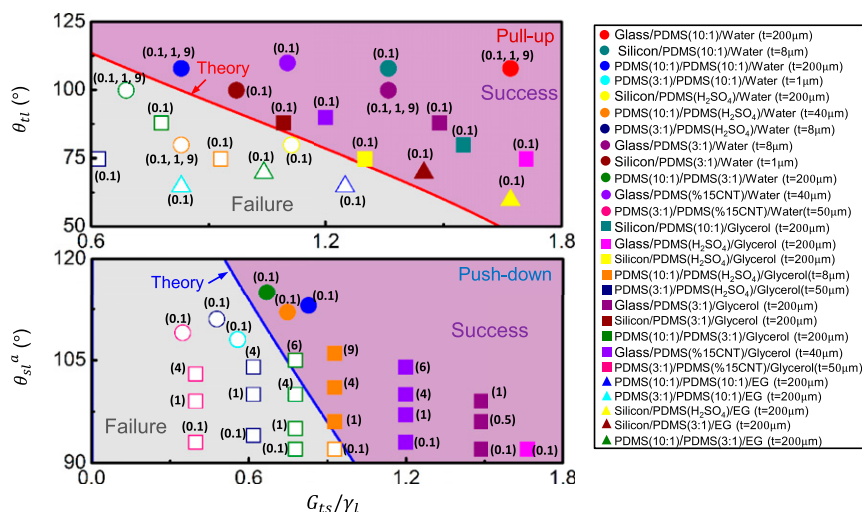 Pull-up
125
(0.1, 1, 9) (0.1) (0.1) (0.1, 1, 9)
(0.1, 1, 9)
Theory
Success
100
(0.1) (0.1, 1, 9)
θtl (°)
(0.1) (0.1) (0.1) (0.1)
75
(0.1) (0.1) (0.1) (0.1) (0.1) (0.1) (0.1)
(0.1) (0.1, 1, 9)
(0.1) (0.1) (0.1)
Failure
50
0.6 1.2 1.8
120
Theory
Push-down
(0.1) (0.1) (0.1)
(0.1)
(0.1) (0.1)
Success
θsl a (°)
105
(4) (4) (6) (9) (6)
(1) (1) (4) (4) (4) (1)
Failure
(1) (1) (1) (0.5)
(0.1) (0.1) (0.1) (0.1) (0.1) (0.1) (0.1)
90
0.0 0.6 1.2 1.8
Gts/γL
Glass/PDMS(10:1)/Water (t=200μm)
Silicon/PDMS(10:1)/Water (t=8μm)
PDMS(10:1)/PDMS(10:1)/Water (t=200μm)
PDMS(3:1)/PDMS(10:1)/Water (t=1μm)
Silicon/PDMS(H2SO4)/Water (t=200μm)
PDMS(10:1)/PDMS(H2SO4)/Water (t=40μm)
PDMS(3:1)/PDMS(H2SO4)/Water (t=8μm)
Glass/PDMS(3:1)/Water (t=8μm)
Silicon/PDMS(3:1)/Water (t=1μm)
PDMS(10:1)/PDMS(3:1)/Water (t=200μm)
Glass/PDMS(%15CNT)/Water (t=40μm)
PDMS(3:1)/PDMS(%15CNT)/Water(t=50μm)
Silicon/PDMS(10:1)/Glycerol (t=200μm)
Glass/PDMS(H2SO4)/Glycerol (t=200μm)
Silicon/PDMS(H2SO4)/Glycerol (t=200μm)
PDMS(10:1)/PDMS(H2SO4)/Glycerol(t=8μm)
PDMS(3:1)/PDMS(H2SO4)/Glycerol(t=50μm)
Glass/PDMS(3:1)/Glycerol (t=200μm)
Silicon/PDMS(3:1)/Glycerol (t=200μm)
PDMS(10:1)/PDMS(3:1)/Glycerol (t=200μm)
Glass/PDMS(%15CNT)/Glycerol (t=40μm)
PDMS(3:1)/PDMS(%15CNT)/Glycerol(t=50μm)
PDMS(10:1)/PDMS(10:1)/EG (t=200μm)
PDMS(3:1)/PDMS(10:1)/EG (t=200μm)
Silicon/PDMS(H2SO4)/EG (t=200μm)
Silicon/PDMS(3:1)/EG (t=200μm)
PDMS(10:1)/PDMS(3:1)/EG (t=200μm)